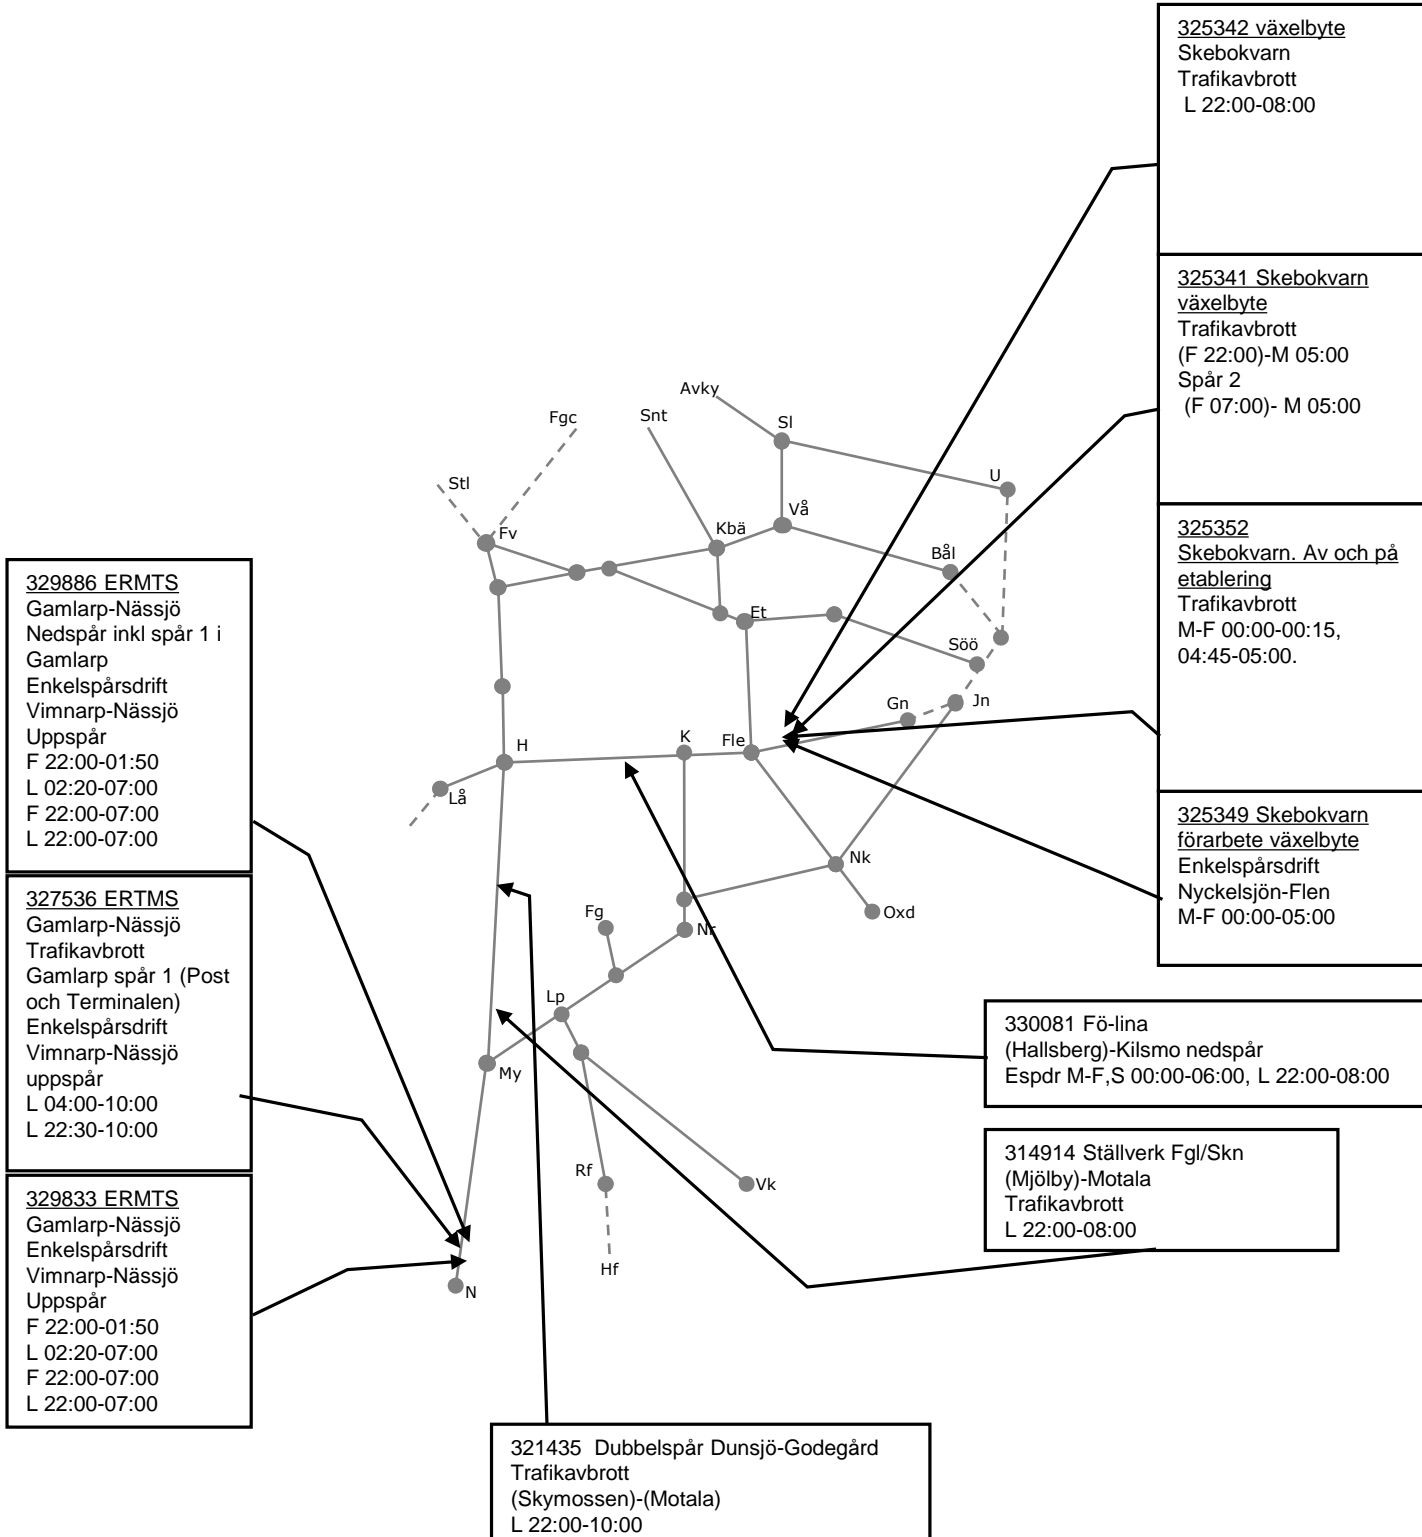 325342 växelbyte
Skebokvarn
Trafikavbrott
L 22:00-08:00
325341 Skebokvarn
växelbyte
Trafikavbrott
(F 22:00)-M 05:00
Spår 2
(F 07:00)- M 05:00
325352
Skebokvarn. Av och på
etablering
Trafikavbrott
M-F 00:00-00:15,
04:45-05:00.
325349 Skebokvarn
förarbete växelbyte
Enkelspårsdrift
Nyckelsjön-Flen
M-F 00:00-05:00
Avky
Fgc
Snt
Sl
Stl
U
Fv
Kbä
Vå
Bål
Et
Söö
Gn
Jn
H
K
Fle
Lå
Nk
Fg
Nr
Oxd
Lp
My
Rf
Vk
Hf
N
329886 ERMTS
Gamlarp-Nässjö
Nedspår inkl spår 1 i
Gamlarp
Enkelspårsdrift
Vimnarp-Nässjö
Uppspår
F 22:00-01:50
L 02:20-07:00
F 22:00-07:00
L 22:00-07:00
327536 ERTMS
Gamlarp-Nässjö
Trafikavbrott
Gamlarp spår 1 (Post
och Terminalen)
Enkelspårsdrift
Vimnarp-Nässjö
uppspår
L 04:00-10:00
L 22:30-10:00
329833 ERMTS
Gamlarp-Nässjö
Enkelspårsdrift
Vimnarp-Nässjö
Uppspår
F 22:00-01:50
L 02:20-07:00
F 22:00-07:00
L 22:00-07:00
330081 Fö-lina
(Hallsberg)-Kilsmo nedspår
Espdr M-F,S 00:00-06:00, L 22:00-08:00
314914 Ställverk Fgl/Skn
(Mjölby)-Motala
Trafikavbrott
L 22:00-08:00
321435 Dubbelspår Dunsjö-Godegård
Trafikavbrott
(Skymossen)-(Motala)
L 22:00-10:00